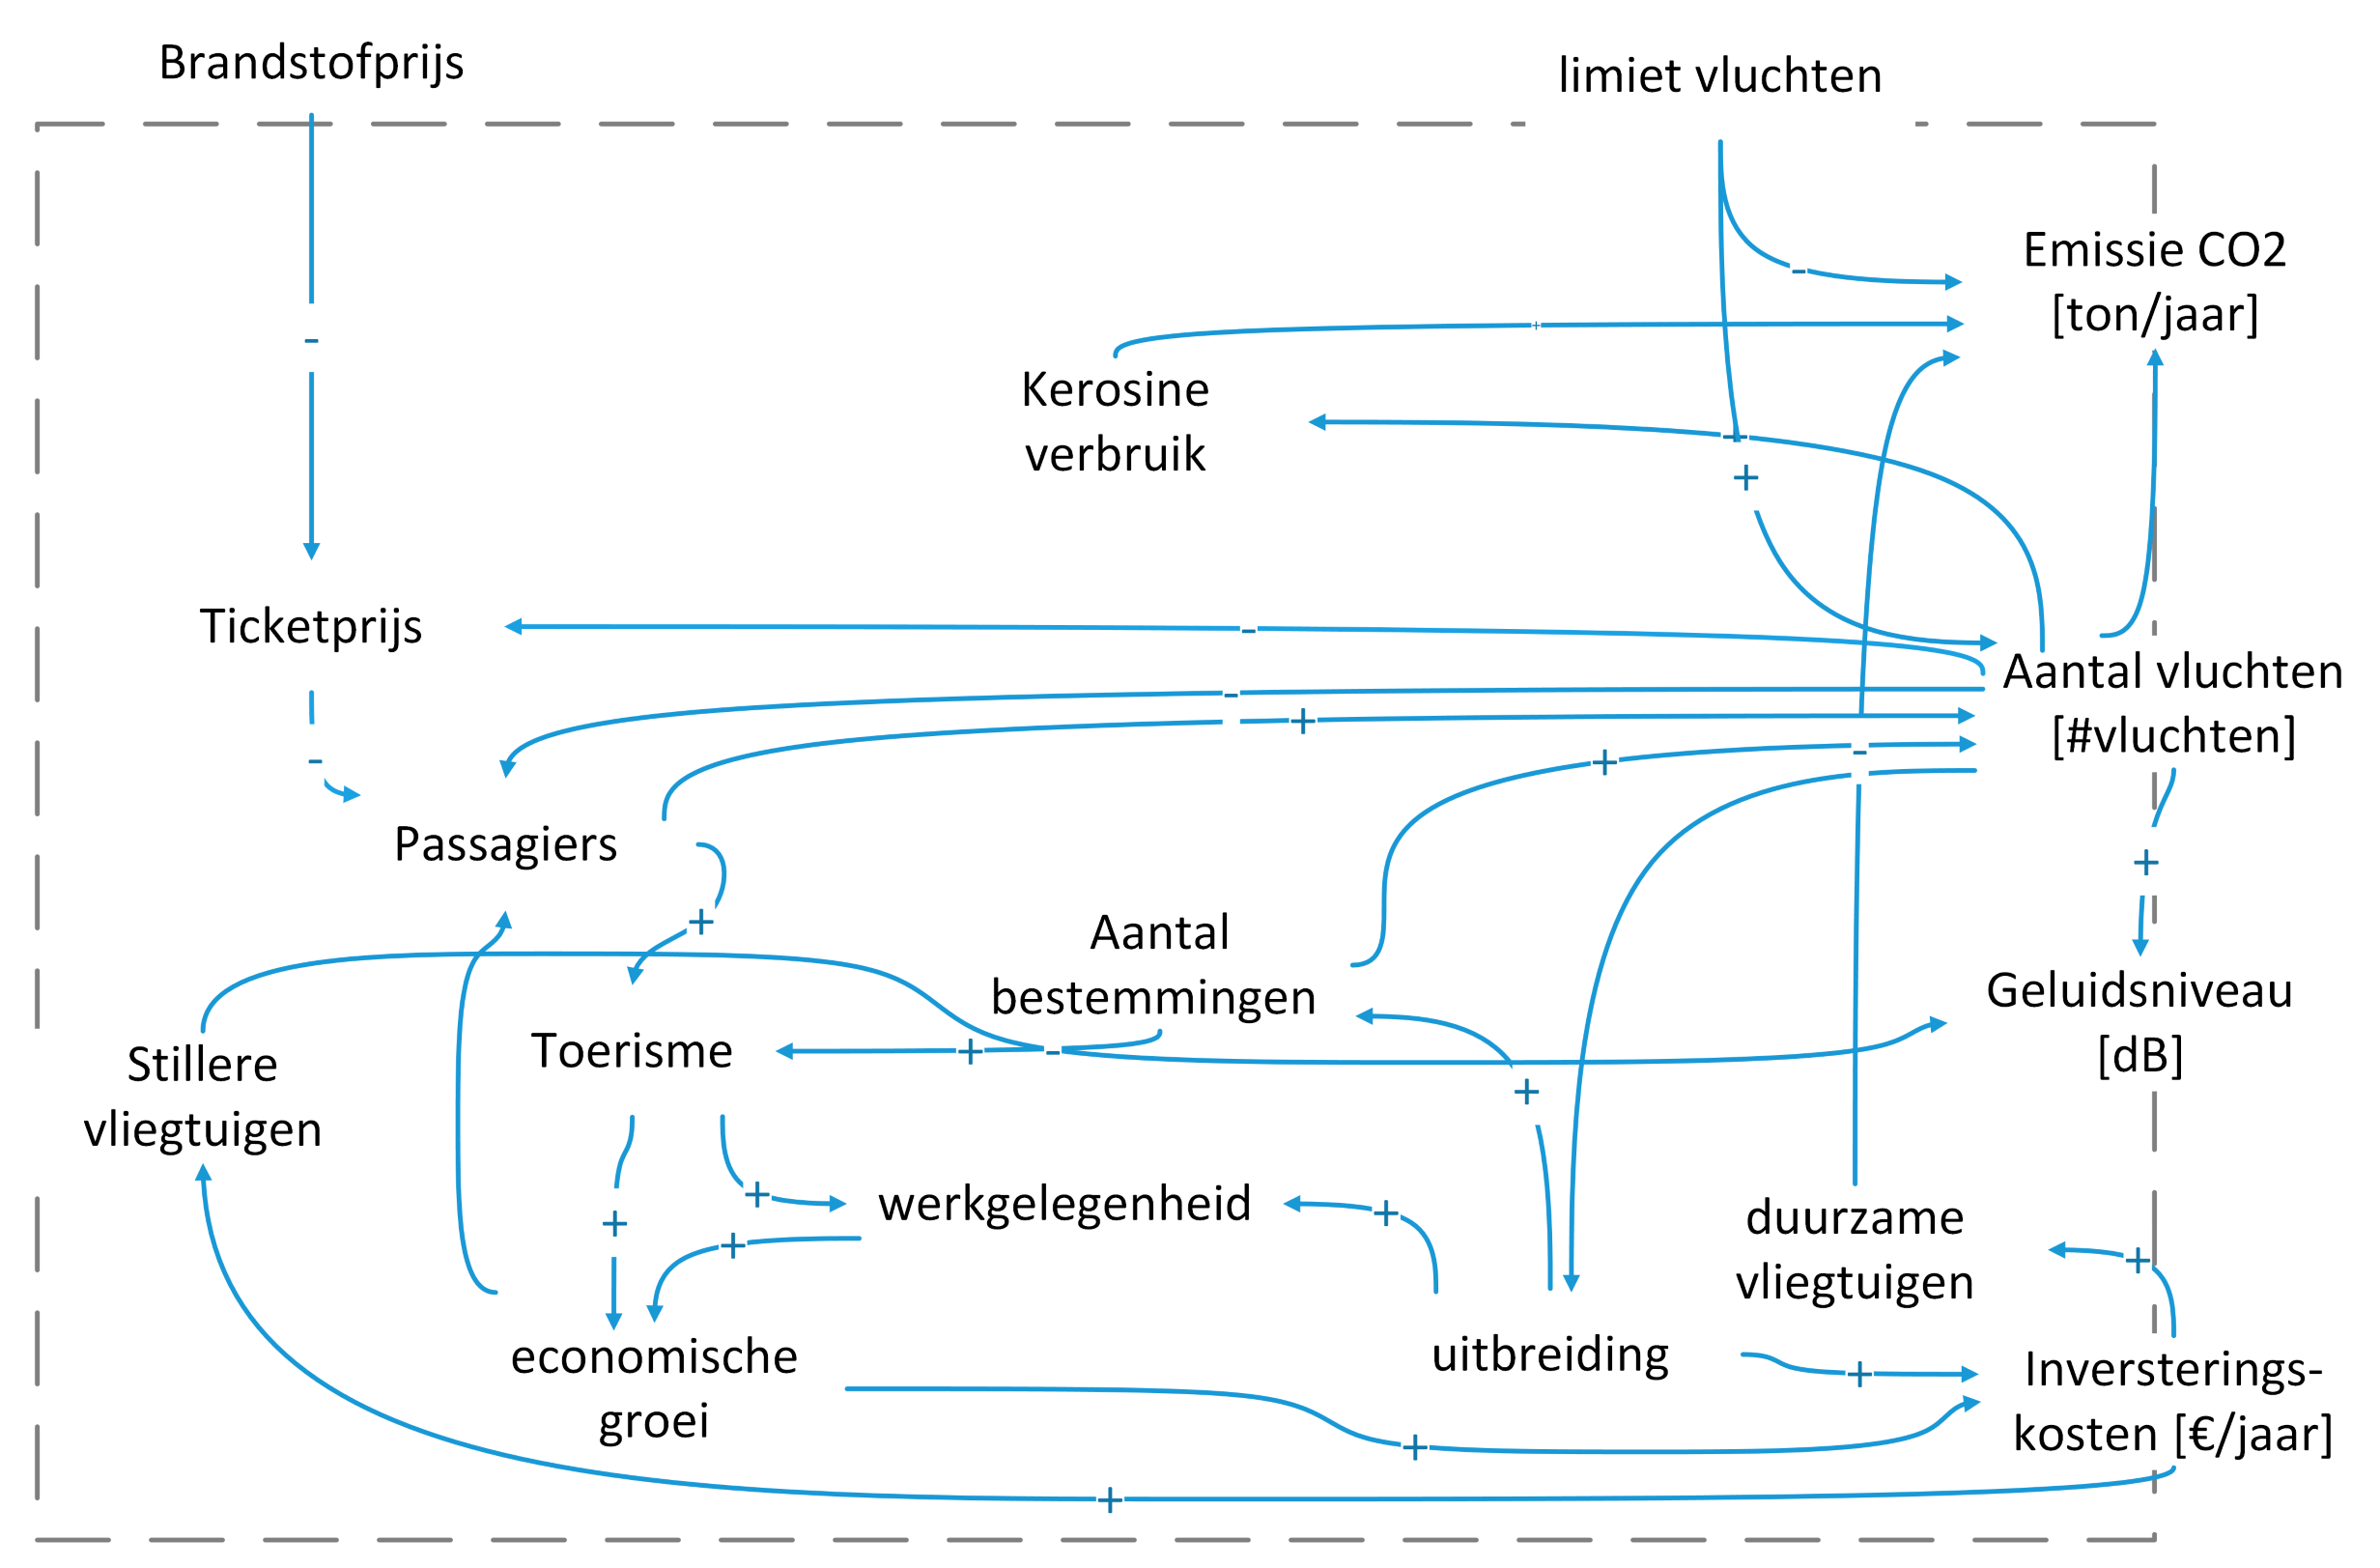 Brandstofprijs
limiet vluchten
-
-
Emissie CO2
[ton/jaar]
+
Kerosine
verbruik
+
+
Ticketprijs
-
Aantal vluchten
[#vluchten]
-
+
-
+
-
Passagiers
+
+
Aantal
bestemmingen
Geluidsniveau
[dB]
Toerisme
+
-
Stillere
vliegtuigen
+
+
werkgelegenheid
+
+
+
duurzame
vliegtuigen
+
economische
groei
uitbreiding
+
Inversterings-
kosten [€/jaar]
+
+